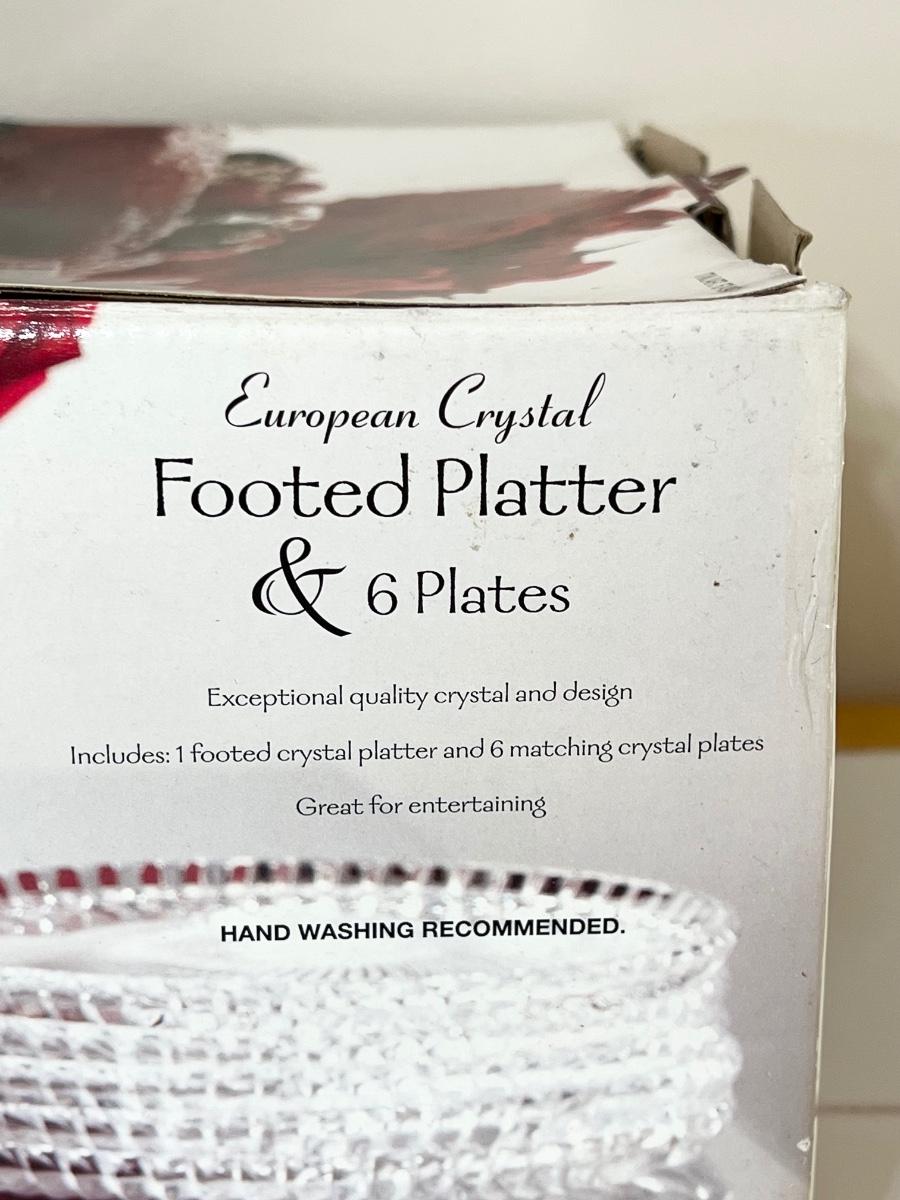 European Crystal
Footed Platter
& 6 Plates
Exceptional quality crystal and design
Includes: 1 footed crystal platter and 6 matching crystal plates
Great for entertaining
HAND WASHING RECOMMENDED.